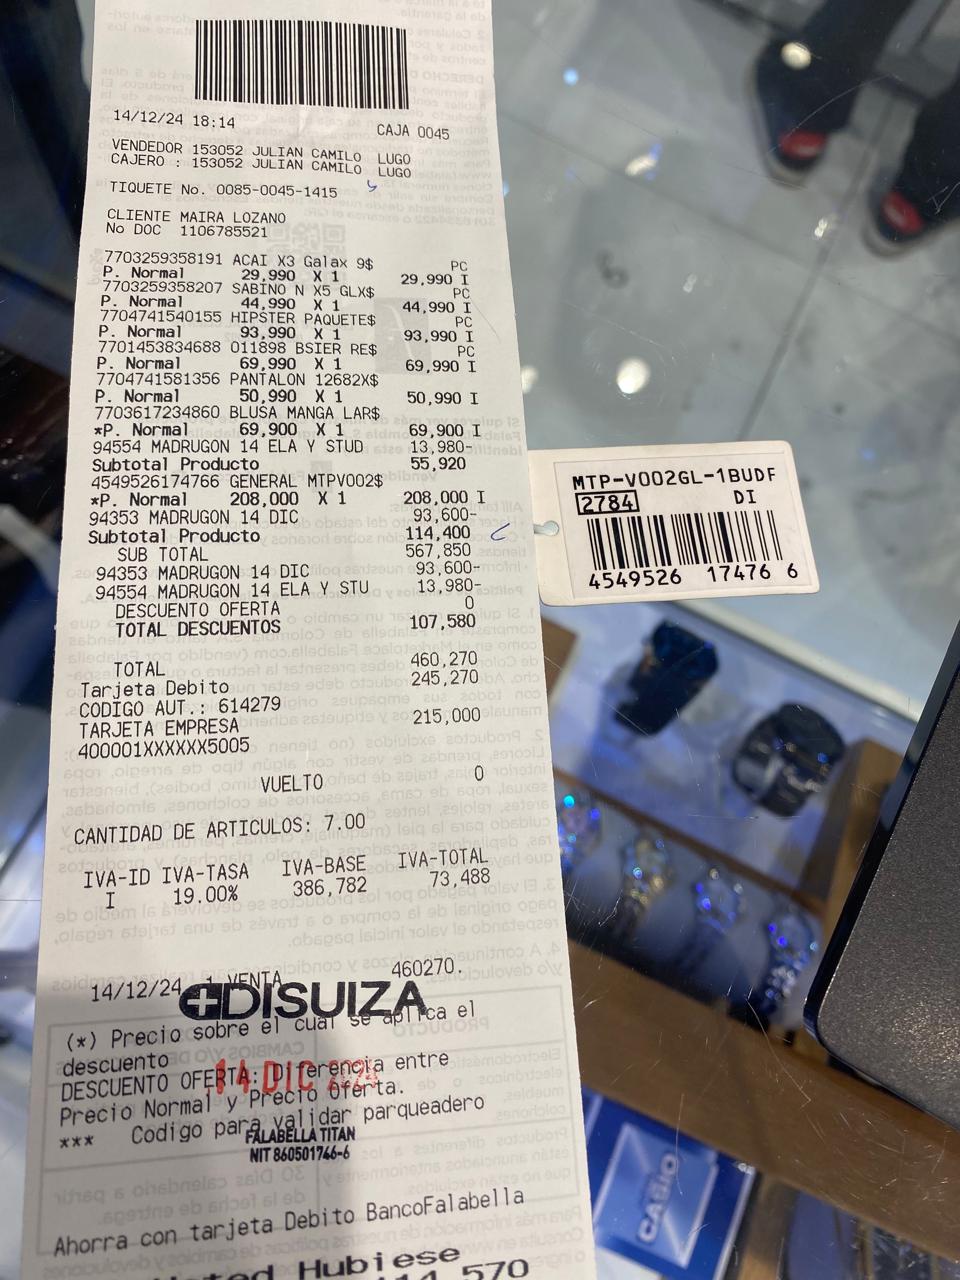 14/12/24 18:14 CAJA 0045
VENDEDOR 153052 JULIAN CAMILO LUGO
CAJERO : 153052 JULIAN CAMILO LUGO
TIQUETE No. 0085-0045-1415
CLIENTE MAIRA LOZANO
No DOC 1106785521
7703259358191 ACAI X3 Galax 9$ PC
P. Normal 29,990 X 1 29,990 I
7703259358207 SABINO N X5 GLX$ PC
P. Normal 44,990 X 1 44,990 I
7704741540155 HIPSTER PAQUETE$ PC
P. Normal 93,990 X 1 93,990 I
7701453834688 011898 BSIER RE$ PC
P. Normal 69,990 X 1 69,990 I
7704741581356 PANTALON 12682X$
P. Normal 50,990 X 1 50,990 I
7703617234860 BLUSA MANGA LAR$
*P. Normal 69,900 X 1 69,900 I
94554 MADRUGON 14 ELA Y STUD 13,980-
Subtotal Producto 55,920
4549526174766 GENERAL MTPV002$
*P. Normal 208,000 X 1 208,000 I
94353 MADRUGON 14 DIC 93,600-
Subtotal Producto 114,400
SUB TOTAL 567,850
94353 MADRUGON 14 DIC 93,600-
94554 MADRUGON 14 ELA Y STU 13,980-
DESCUENTO OFERTA 0
TOTAL DESCUENTOS 107,580
TOTAL 460,270
Tarjeta Debito 245,270
CODIGO AUT.: 614279
TARJETA EMPRESA 215,000
400001XXXXXX5005
VUELTO 0
CANTIDAD DE ARTICULOS: 7.00
IVA-ID IVA-TASA IVA-BASE IVA-TOTAL
I 19.00% 386,782 73,488
14/12/24 1 VENTA 460270.
DISUIZA
(*) Precio sobre el cual se aplica el
descuento
14 DIC 2024
DESCUENTO OFERTA: Diferencia entre
Precio Normal y Precio Oferta.
*** Codigo para validar parqueadero
FALABELLA TITAN
NIT 860501746-6
Ahorra con tarjeta Debito BancoFalabella
Usted Hubiese
570
MTP-V002GL-1BUDF
2784 DI
4549526 17476 6
CASIO